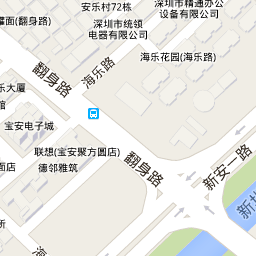 安乐村72栋
深圳市精通办公
设备有限公司
面(翻身路)
深圳市统领
电器有限公司
海乐路
海乐花园(海乐路)
翻身路
乐大厦
宝安电子城
联想(宝安聚方圆店)
德邻雅筑
面店
翻身路
新安一路
海